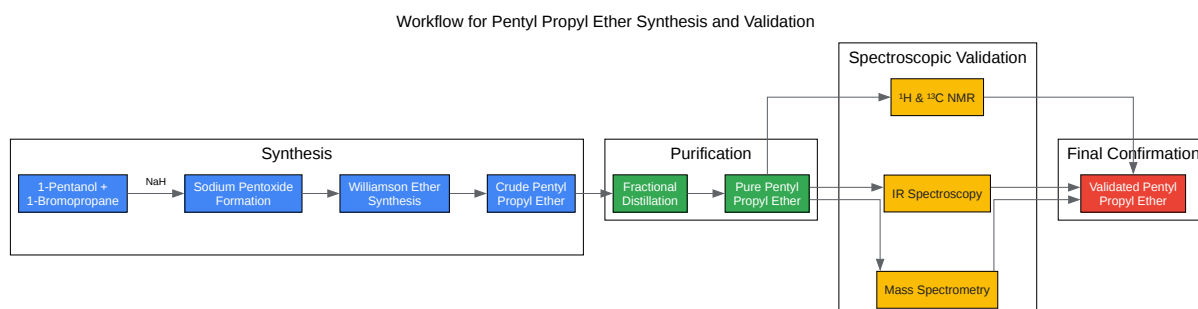 Workflow for Pentyl Propyl Ether Synthesis and Validation
Synthesis
1-Pentanol +
1-Bromopropane
NaH
Sodium Pentoxide
Formation
Williamson Ether
Synthesis
Crude Pentyl
Propyl Ether
Purification
Fractional
Distillation
Pure Pentyl
Propyl Ether
Spectroscopic Validation
¹H & ¹³C NMR
IR Spectroscopy
Mass Spectrometry
Final Confirmation
Validated Pentyl
Propyl Ether